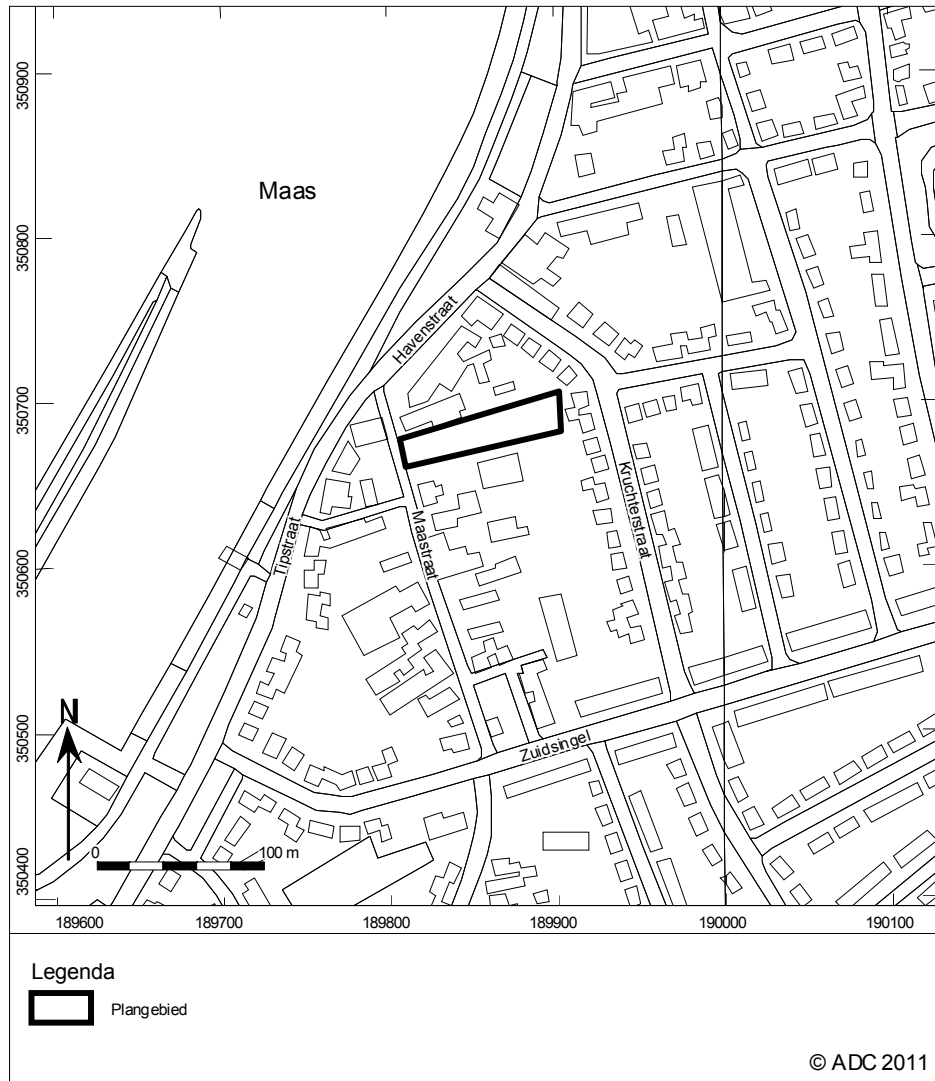 350900
Maas
350800
Havenstraat
350700
Kruchterstraat
Maastraat
Tipstraat
350600
N
350500
Zuidsingel
0 100 m
350400
189600 189700 189800 189900 190000 190100
Legenda
Plangebied
© ADC 2011